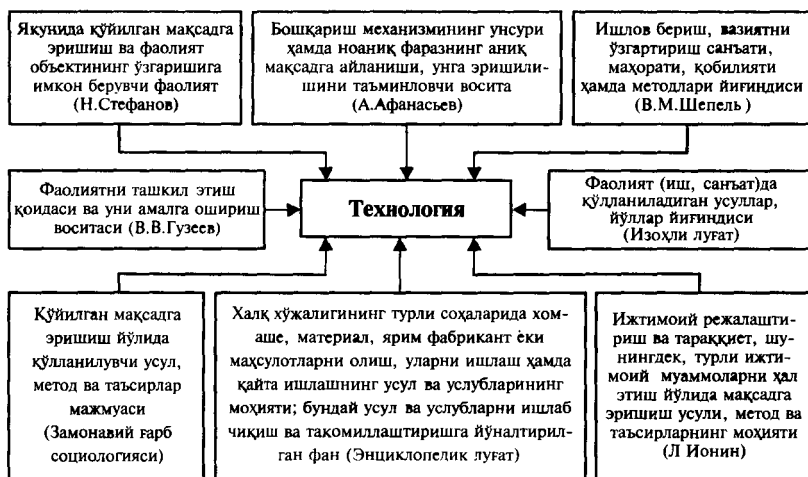 Якунида қўйилган мақсадга
эришиш ва фаолият
объектининг ўзгаришига
имкон берувчи фаолият
(Н.Стефанов)
Бошқариш механизмининг унсури
ҳамда ноаниқ фаразнинг аниқ
мақсадга айланиши, унга эришили-
шини таъминловчи восита
(А.Афанасьев)
Ишлов бериш, вазиятни
ўзгартириш санъати,
маҳорати, қобилияти
ҳамда методлари йиғиндиси
(В.М.Шепель)
Фаолиятни ташкил этиш
қоидаси ва уни амалга ошириш
воситаси (В.В.Гузеев)
Технология
Фаолият (иш, санъат)да
қўлланиладиган усуллар,
йўллар йиғиндиси
(Изоҳли луғат)
Қўйилган мақсадга
эришиш йўлида
қўлланилувчи усул,
метод ва таъсирлар
мажмуаси
(Замонавий ғарб
социологияси)
Халқ хўжалигининг турли соҳаларида хом-
аше, материал, ярим фабрикант ёки
маҳсулотларни олиш, уларни ишлаш ҳамда
қайта ишлашнинг усул ва услубларининг
моҳияти; бундай усул ва услубларни ишлаб
чиқиш ва такомиллаштиришга йўналтирил-
ган фан (Энциклопелик луғат)
Ижтимоий режалашти-
риш ва тараққиет, шу-
нингдек, турли ижти-
моий муаммоларни ҳал
этиш йўлида мақсадга
эришиш усули, метод ва
таъсирларнинг моҳияти
(Л Ионин)